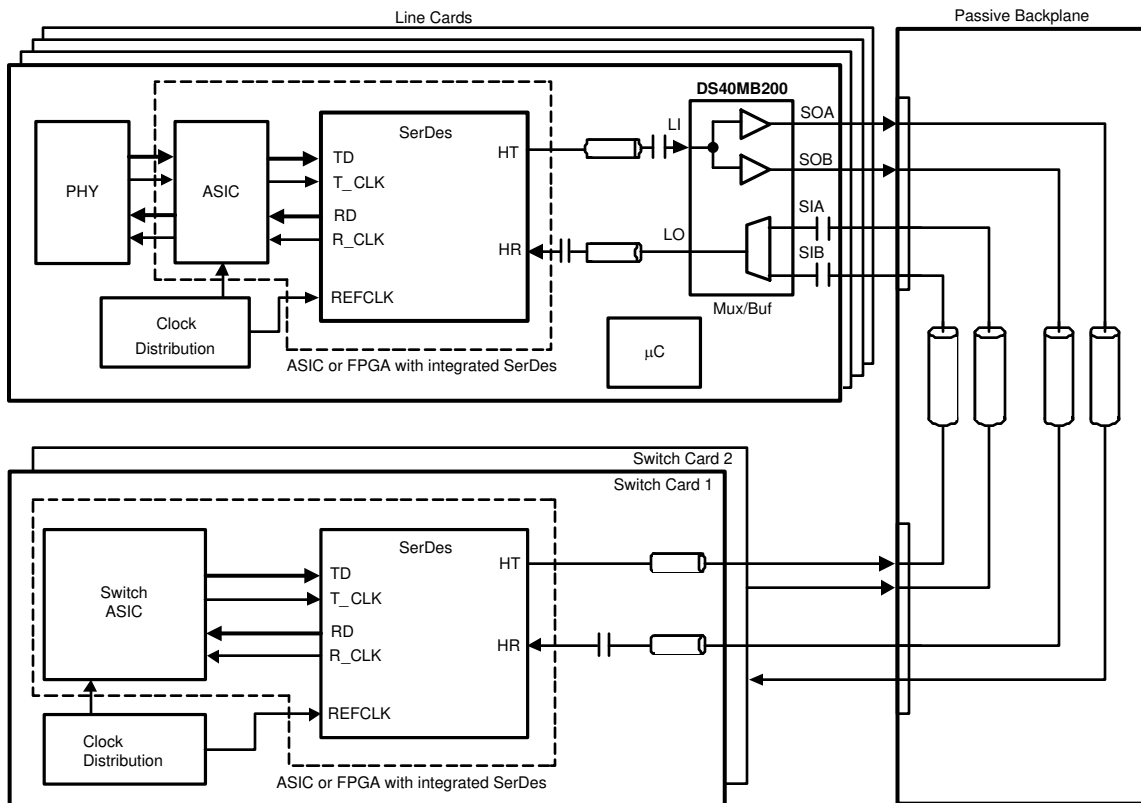 Line Cards
Passive Backplane
DS40MB200
SerDes
LI
SOA
HT
TD
PHY
ASIC
T_CLK
SOB
RD
SIA
LO
R_CLK
HR
SIB
REFCLK
Mux/Buf
Clock
Distribution
µC
ASIC or FPGA with integrated SerDes
Switch Card 2
Switch Card 1
SerDes
HT
TD
Switch
ASIC
T_CLK
RD
HR
R_CLK
REFCLK
Clock
Distribution
ASIC or FPGA with integrated SerDes